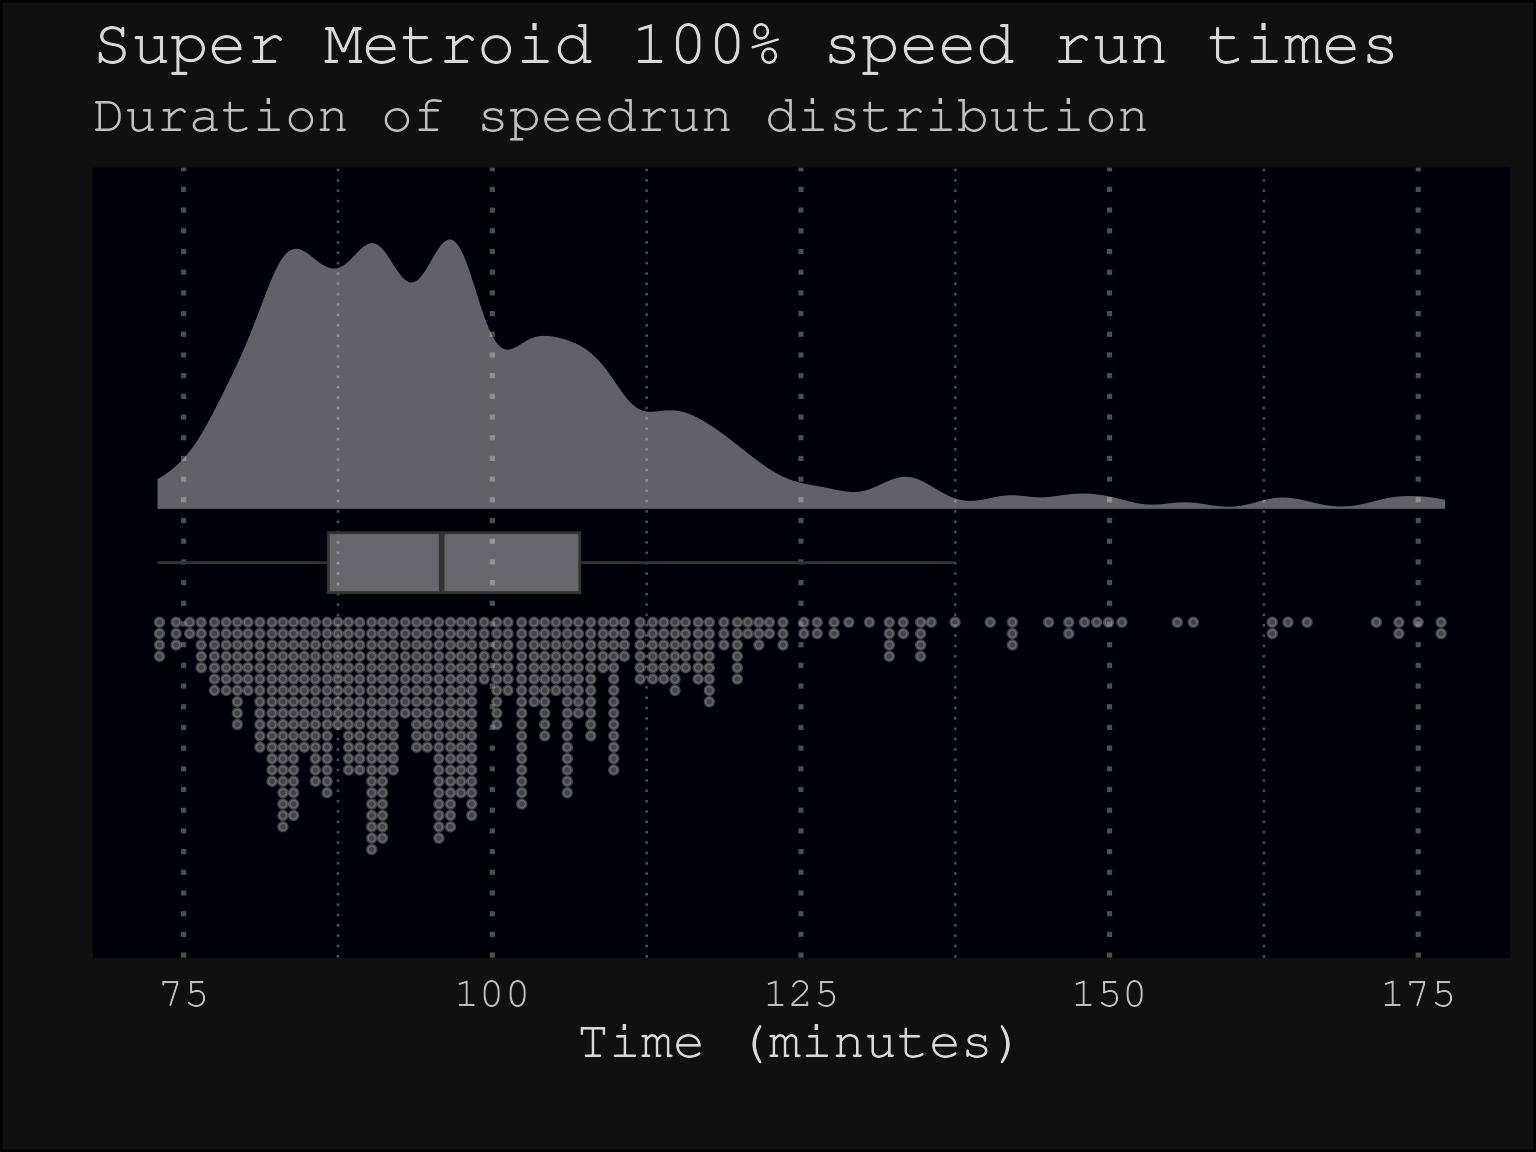 Super Metroid 100% speed run times
Duration of speedrun distribution
75 100 125 150 175
Time (minutes)